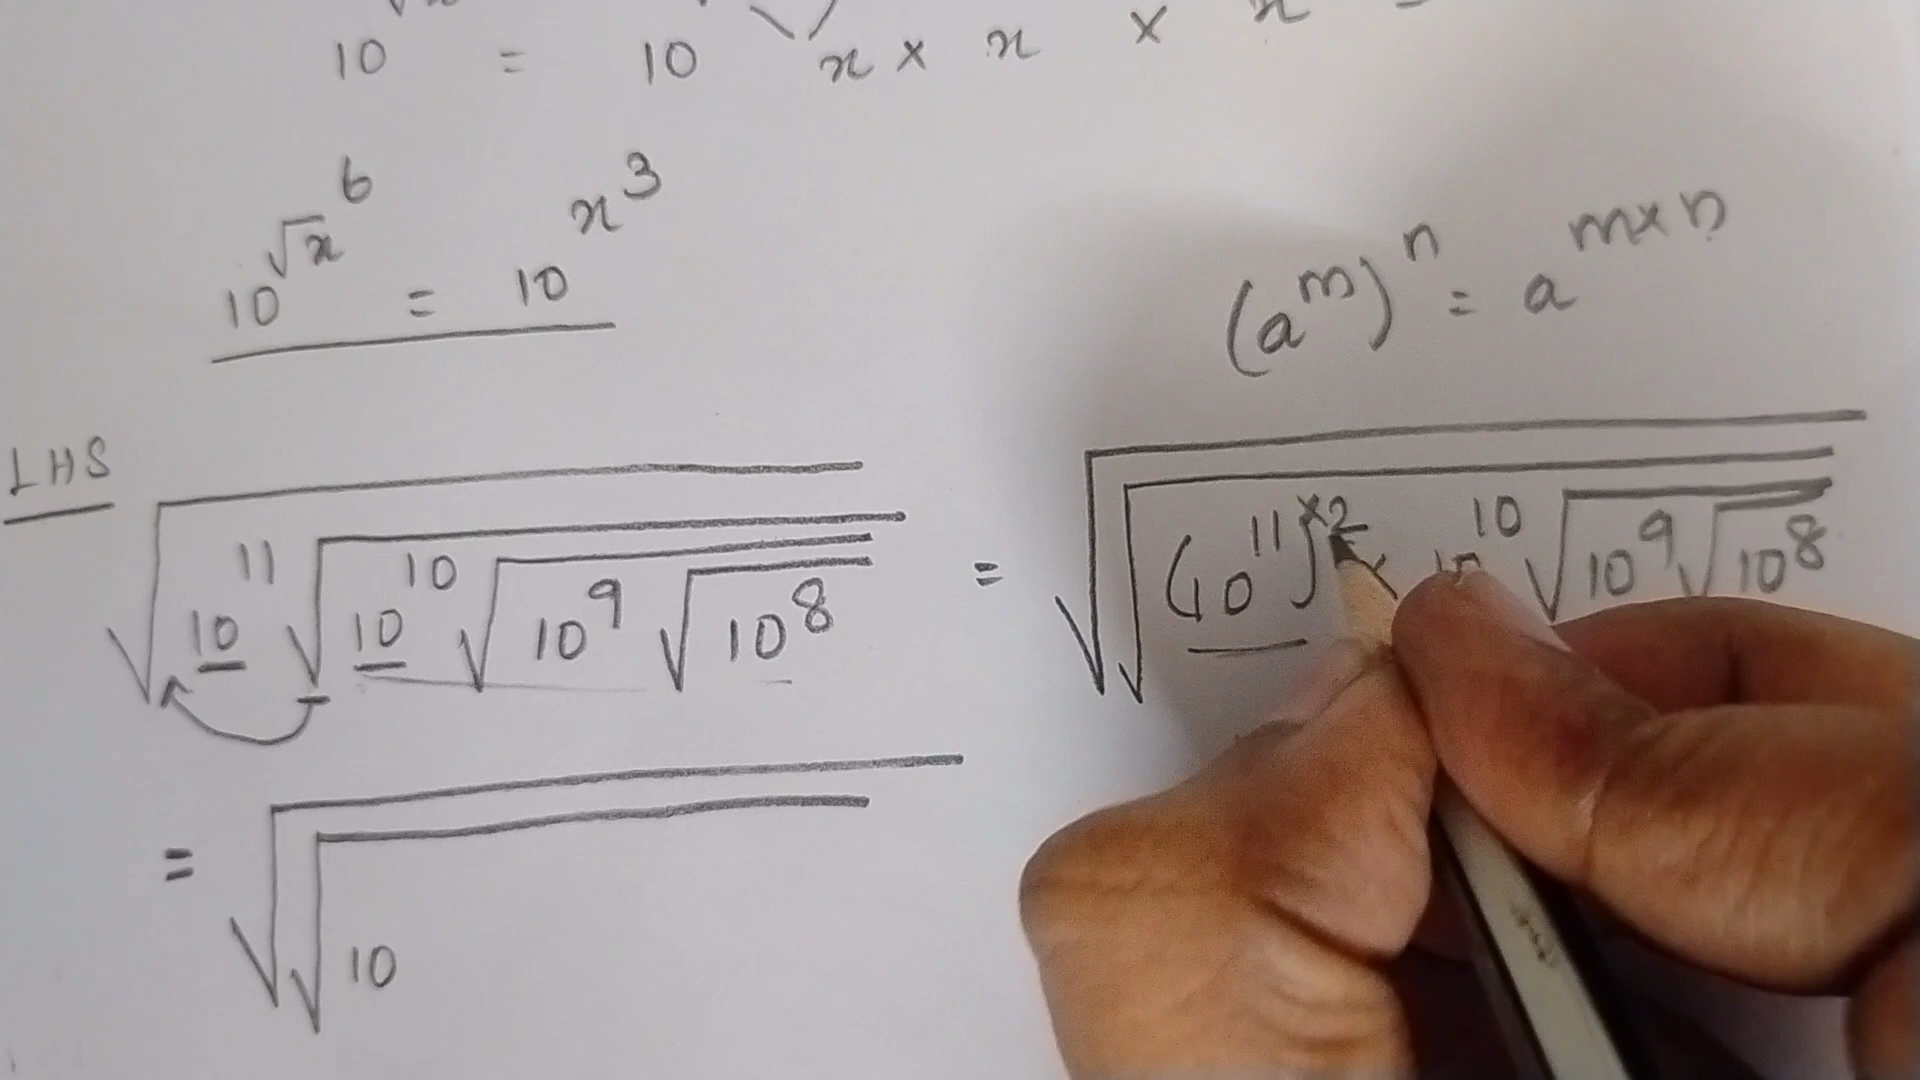 10 = 10 x × x × x
10^√x^6 = 10^x^3
(a^m)^n = a^m×n
LHS
√10^11 √10^10 √10^9 √10^8 = √√(10^11)^×2 × 10^10 √10^9 √10^8
= √√10